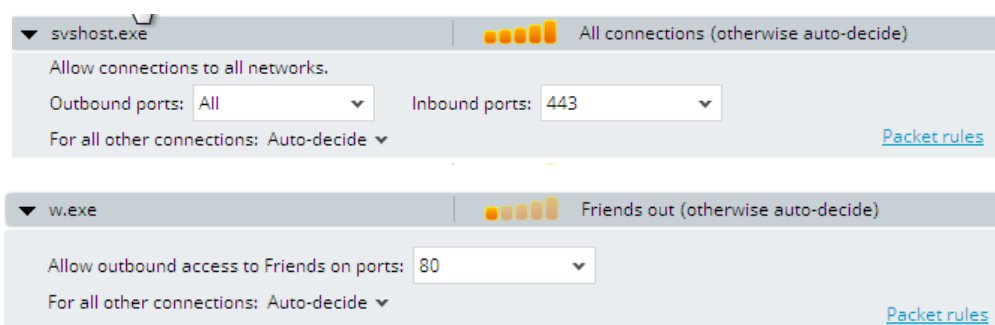 svshost.exe All connections (otherwise auto-decide)
Allow connections to all networks.
Outbound ports: All Inbound ports: 443
For all other connections: Auto-decide
Packet rules
w.exe Friends out (otherwise auto-decide)
Allow outbound access to Friends on ports: 80
For all other connections: Auto-decide
Packet rules